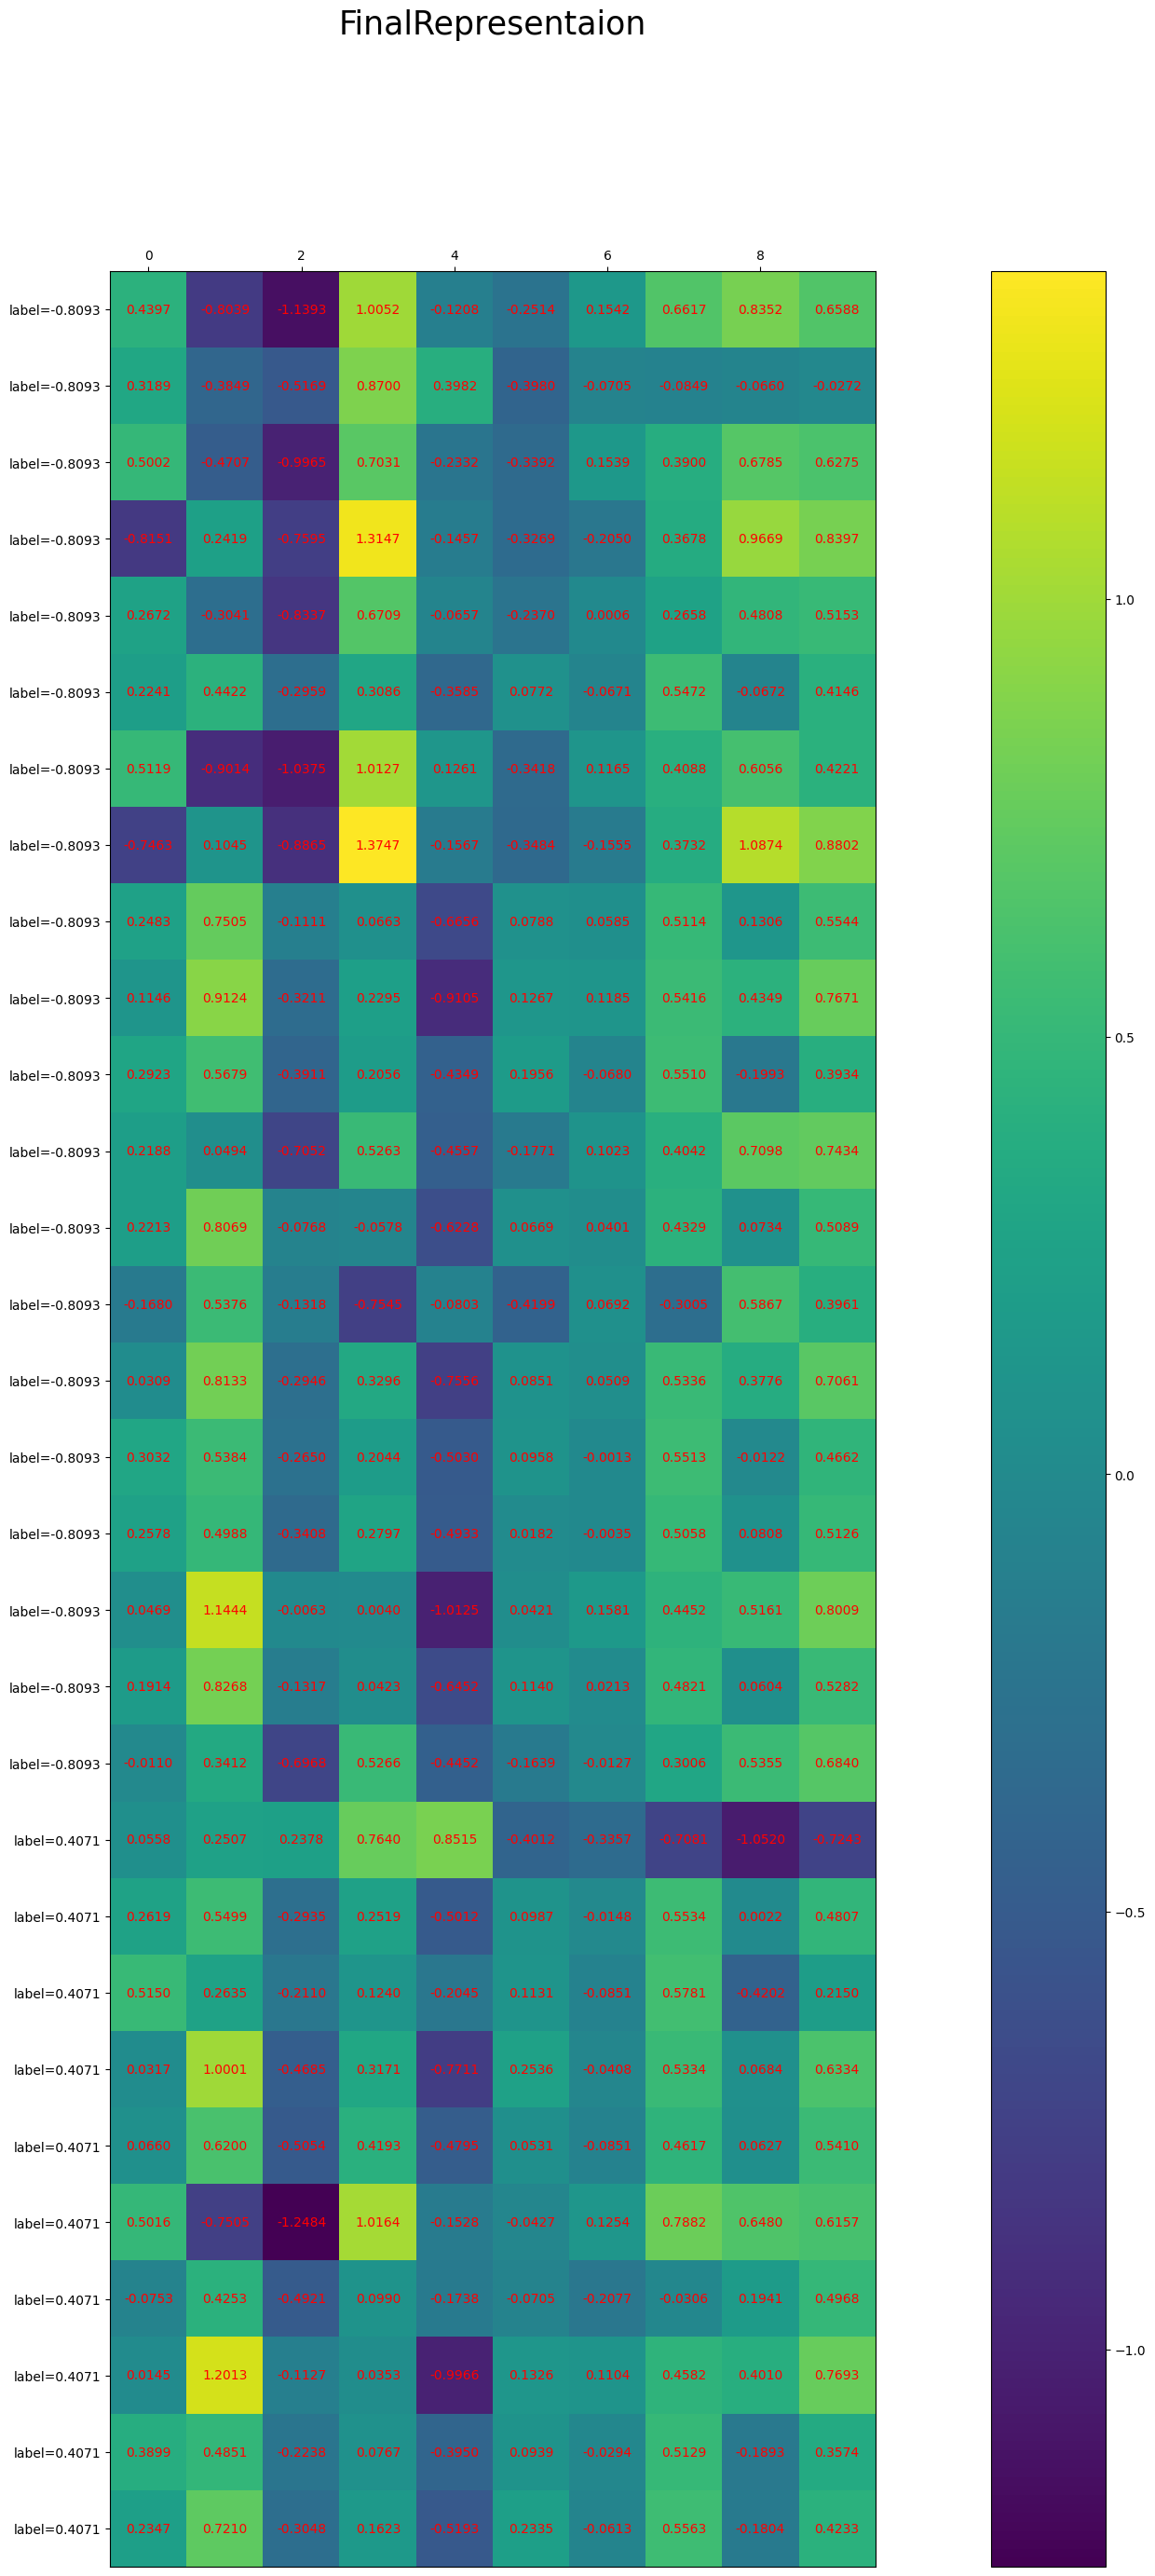 FinalRepresentaion
0 2 4 6 8
label=-0.8093 0.4397 -1.1393 1.0052 -0.1208 -0.2514 0.1542 0.6617 0.8352 0.6588
label=-0.8093 0.3189 -0.3849 -0.5169 0.8700 0.3982 -0.3980 -0.0705 -0.0849 -0.0660 -0.0272
label=-0.8093 0.5002 -0.4707 -0.9965 0.7031 -0.2332 -0.3392 0.1539 0.3900 0.6785 0.6275
label=-0.8093 -0.8151 0.2419 -0.7595 1.3147 -0.1457 -0.3269 -0.2050 0.3678 0.9669 0.8397
label=-0.8093 0.2672 -0.3041 -0.8337 0.6709 -0.0657 -0.2370 0.0006 0.2658 0.4808 0.5153
1.0
label=-0.8093 0.2241 0.4422 -0.2959 0.3086 -0.3585 0.0772 -0.0671 0.5472 -0.0672 0.4146
label=-0.8093 0.5119 -0.9014 -1.0375 1.0127 0.1261 -0.3418 0.1165 0.4088 0.6056 0.4221
label=-0.8093 0.1045 -0.8865 1.3747 -0.1567 -0.3484 -0.1555 0.3732 1.0874 0.8802
label=-0.8093 0.2483 0.7505 -0.1111 0.0663 0.0788 0.0585 0.5114 0.1306 0.5544
label=-0.8093 0.1146 0.9124 -0.3211 0.2295 -0.9105 0.1267 0.1185 0.5416 0.4349 0.7671
0.5
label=-0.8093 0.2923 0.5679 -0.3911 0.2056 -0.4349 0.1956 -0.0680 0.5510 -0.1993 0.3934
label=-0.8093 0.2188 0.0494 0.5263 -0.4557 -0.1771 0.1023 0.4042 0.7098 0.7434
label=-0.8093 0.2213 0.8069 -0.0768 -0.0578 0.0669 0.0401 0.4329 0.0734 0.5089
label=-0.8093 -0.1680 0.5376 -0.1318 -0.0803 -0.4199 0.0692 -0.3005 0.5867 0.3961
label=-0.8093 0.0309 0.8133 -0.2946 0.3296 0.0851 0.0509 0.5336 0.3776 0.7061
label=-0.8093 0.3032 0.5384 -0.2650 0.2044 -0.5030 0.0958 -0.0013 0.5513 -0.0122 0.4662
0.0
label=-0.8093 0.2578 0.4988 -0.3408 0.2797 -0.4933 0.0182 -0.0035 0.5058 0.0808 0.5126
label=-0.8093 0.0469 1.1444 -0.0063 0.0040 -1.0125 0.0421 0.1581 0.4452 0.5161 0.8009
label=-0.8093 0.1914 0.8268 -0.1317 0.0423 0.1140 0.0213 0.4821 0.0604 0.5282
label=-0.8093 -0.0110 0.3412 0.5266 -0.4452 -0.1639 -0.0127 0.3006 0.5355 0.6840
label=0.4071 0.0558 0.2507 0.2378 0.7640 0.8515 -0.4012 -0.3357 -0.7081 -1.0520
label=0.4071 0.2619 0.5499 -0.2935 0.2519 -0.5012 0.0987 -0.0148 0.5534 0.0022 0.4807
−0.5
label=0.4071 0.5150 0.2635 -0.2110 0.1240 -0.2045 0.1131 -0.0851 0.5781 -0.4202 0.2150
label=0.4071 0.0317 1.0001 -0.4685 0.3171 0.2536 -0.0408 0.5334 0.0684 0.6334
label=0.4071 0.0660 0.6200 -0.5054 0.4193 -0.4795 0.0531 -0.0851 0.4617 0.0627 0.5410
label=0.4071 0.5016 -1.2484 1.0164 -0.1528 -0.0427 0.1254 0.7882 0.6480 0.6157
label=0.4071 -0.0753 0.4253 -0.4921 0.0990 -0.1738 -0.0705 -0.2077 -0.0306 0.1941 0.4968
−1.0
label=0.4071 0.0145 1.2013 -0.1127 0.0353 -0.9966 0.1326 0.1104 0.4582 0.4010 0.7693
label=0.4071 0.3899 0.4851 -0.2238 0.0767 -0.3950 0.0939 -0.0294 0.5129 -0.1893 0.3574
label=0.4071 0.2347 0.7210 -0.3048 0.1623 -0.5193 0.2335 -0.0613 0.5563 -0.1804 0.4233